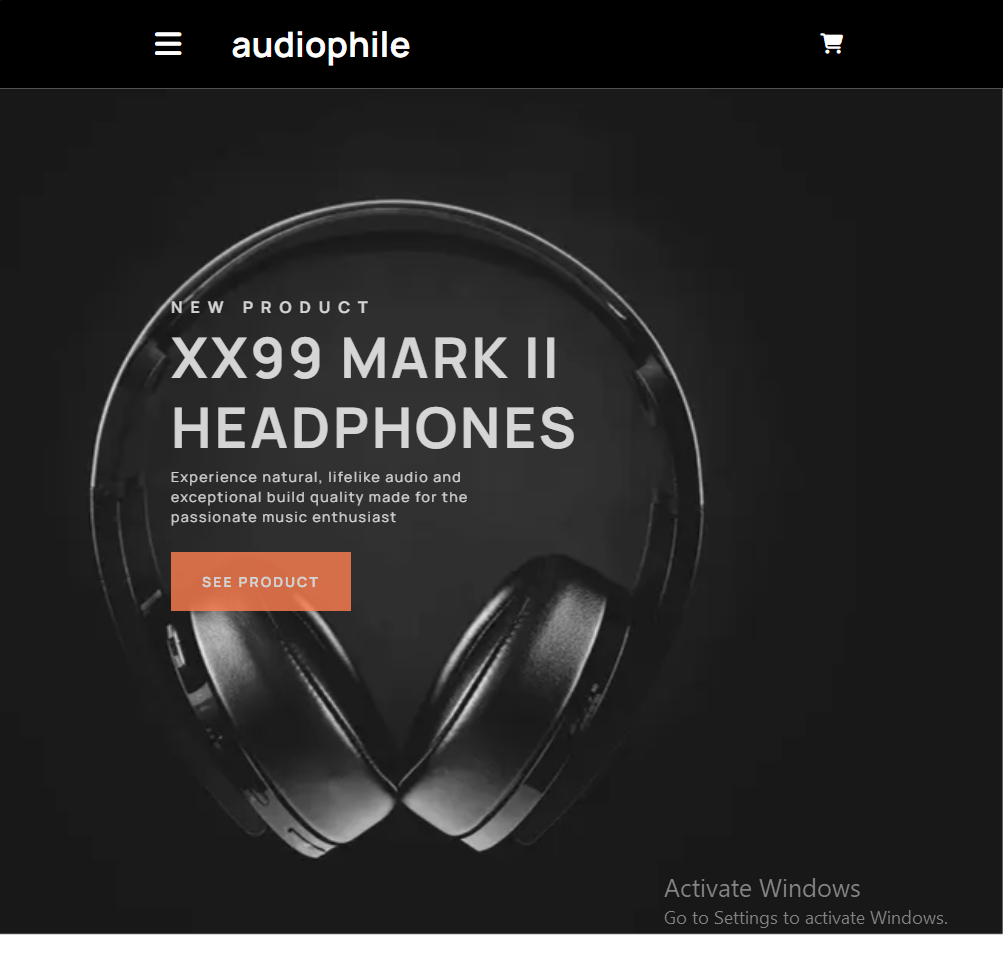 audiophile
NEW PRODUCT
XX99 MARK II
HEADPHONES
Experience natural, lifelike audio and
exceptional build quality made for the
passionate music enthusiast
SEE PRODUCT
Activate Windows
Go to Settings to activate Windows.